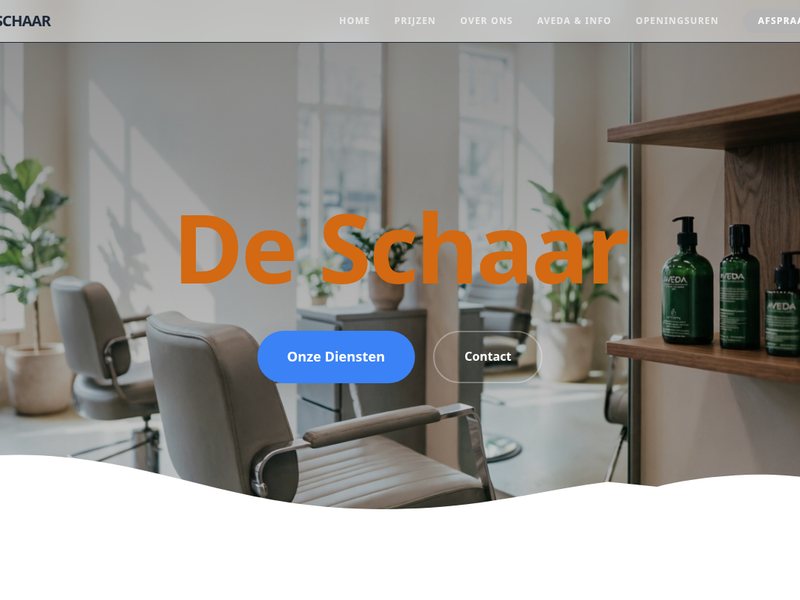 SCHAAR
HOME PRIJZEN OVER ONS AVEDA & INFO OPENINGSUREN AFSPRAA
De Schaar
Onze Diensten Contact
AVEDA AVEDA AVEDA